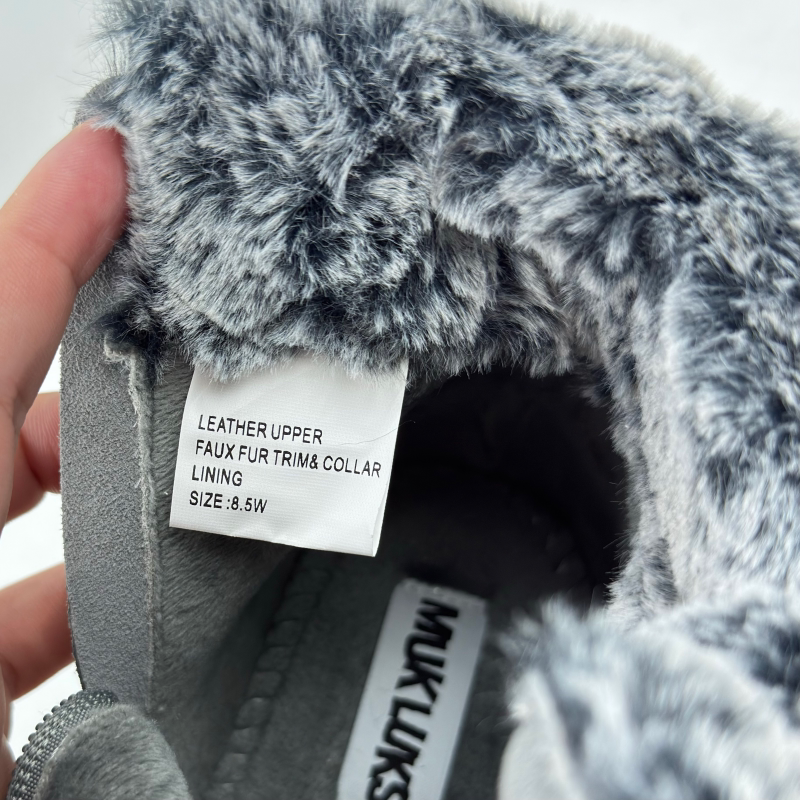 LEATHER UPPER
FAUX FUR TRIM& COLLAR
LINING
SIZE :8.5W
MUK LUKS